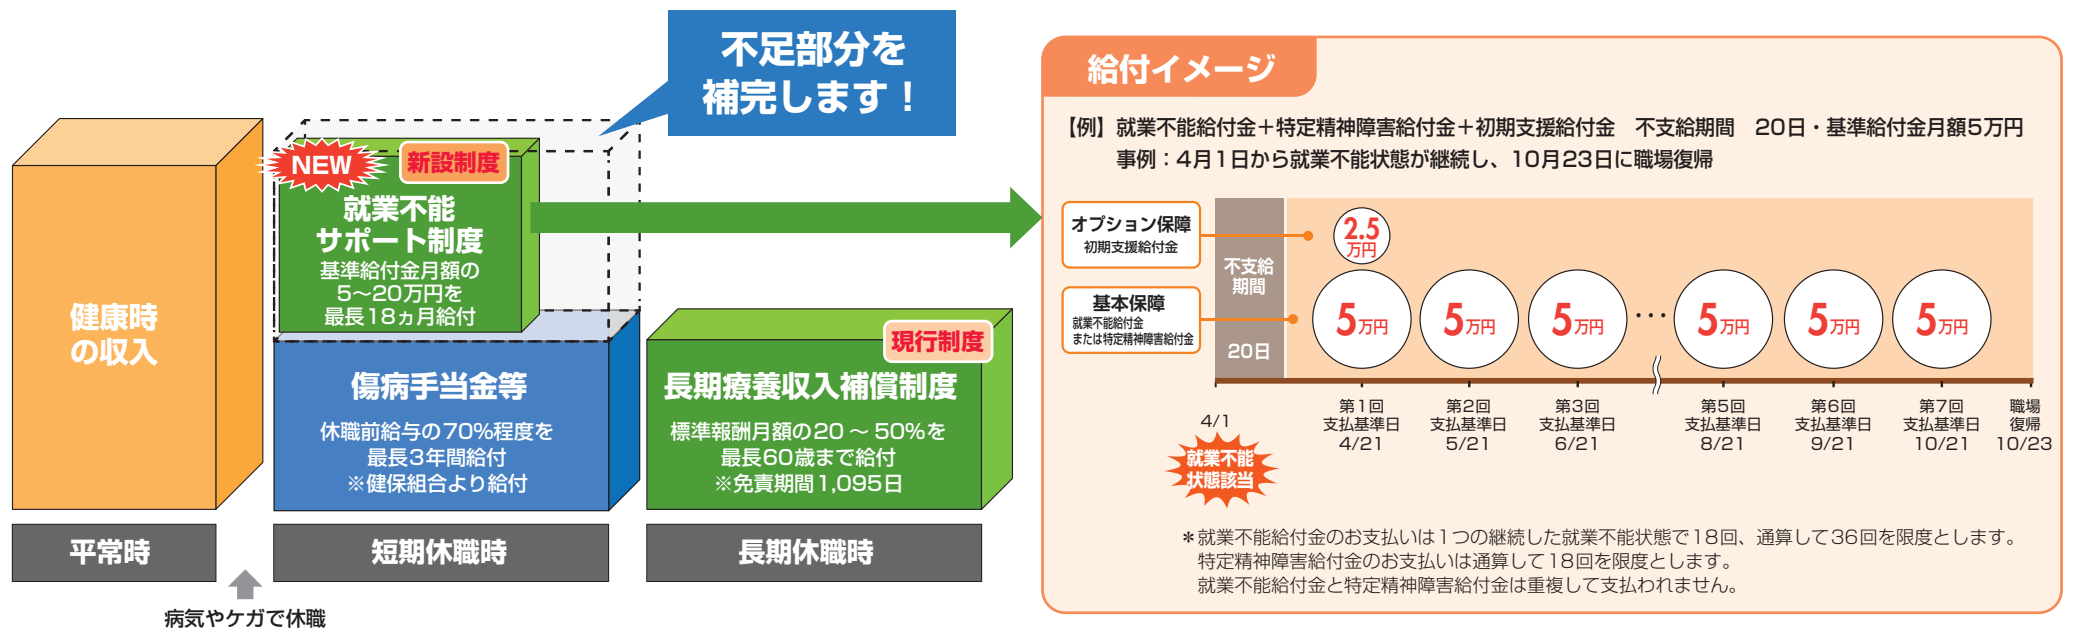 不足部分を
補完します！
健康時
の収入
NEW
新設制度
就業不能
サポート制度
基準給付金月額の
5～20万円を
最長18ヵ月給付
傷病手当金等
休職前給与の70%程度を
最長3年間給付
※健保組合より給付
現行制度
長期療養収入補償制度
標準報酬月額の20 ～ 50%を
最長60歳まで給付
※免責期間1,095日
平常時
短期休職時
長期休職時
病気やケガで休職
給付イメージ
【例】就業不能給付金＋特定精神障害給付金＋初期支援給付金　不支給期間　20日・基準給付金月額5万円
事例：4月1日から就業不能状態が継続し、10月23日に職場復帰
オプション保障
初期支援給付金
基本保障
就業不能給付金
または特定精神障害給付金
不支給
期間
20日
2.5
万円
5万円
5万円
5万円
･･･
5万円
5万円
5万円
4/1
就業不能
状態該当
第1回
支払基準日
4/21
第2回
支払基準日
5/21
第3回
支払基準日
6/21
第5回
支払基準日
8/21
第6回
支払基準日
9/21
第7回
支払基準日
10/21
職場
復帰
10/23
＊就業不能給付金のお支払いは1つの継続した就業不能状態で18回、通算して36回を限度とします。
特定精神障害給付金のお支払いは通算して18回を限度とします。
就業不能給付金と特定精神障害給付金は重複して支払われません。